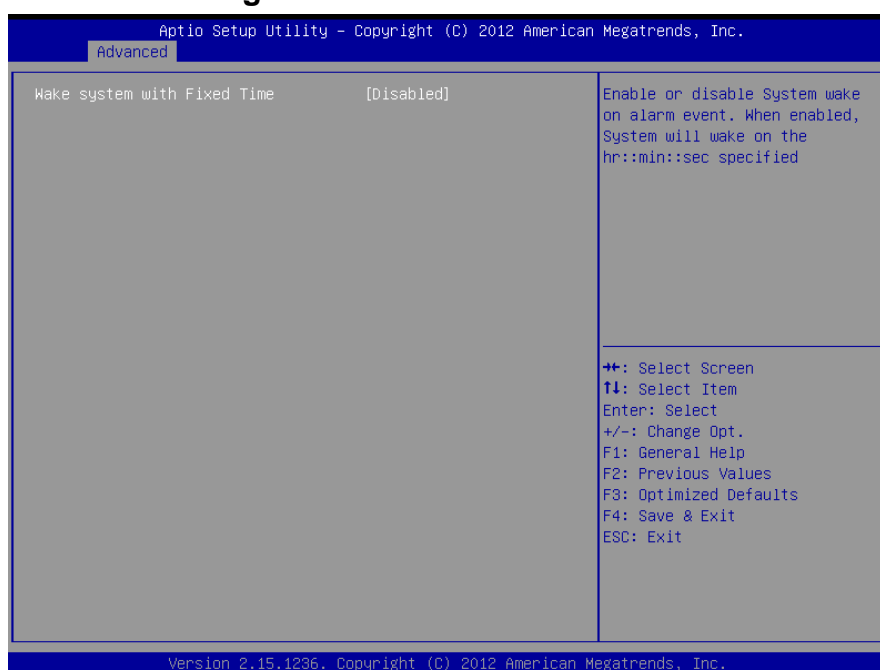 Aptio Setup Utility – Copyright (C) 2012 American Megatrends, Inc.
Advanced
Wake system with Fixed Time [Disabled]
Enable or disable System wake
on alarm event. When enabled,
System will wake on the
hr::min::sec specified
→←: Select Screen
↑↓: Select Item
Enter: Select
+/-: Change Opt.
F1: General Help
F2: Previous Values
F3: Optimized Defaults
F4: Save & Exit
ESC: Exit
Version 2.15.1236. Copyright (C) 2012 American Megatrends, Inc.